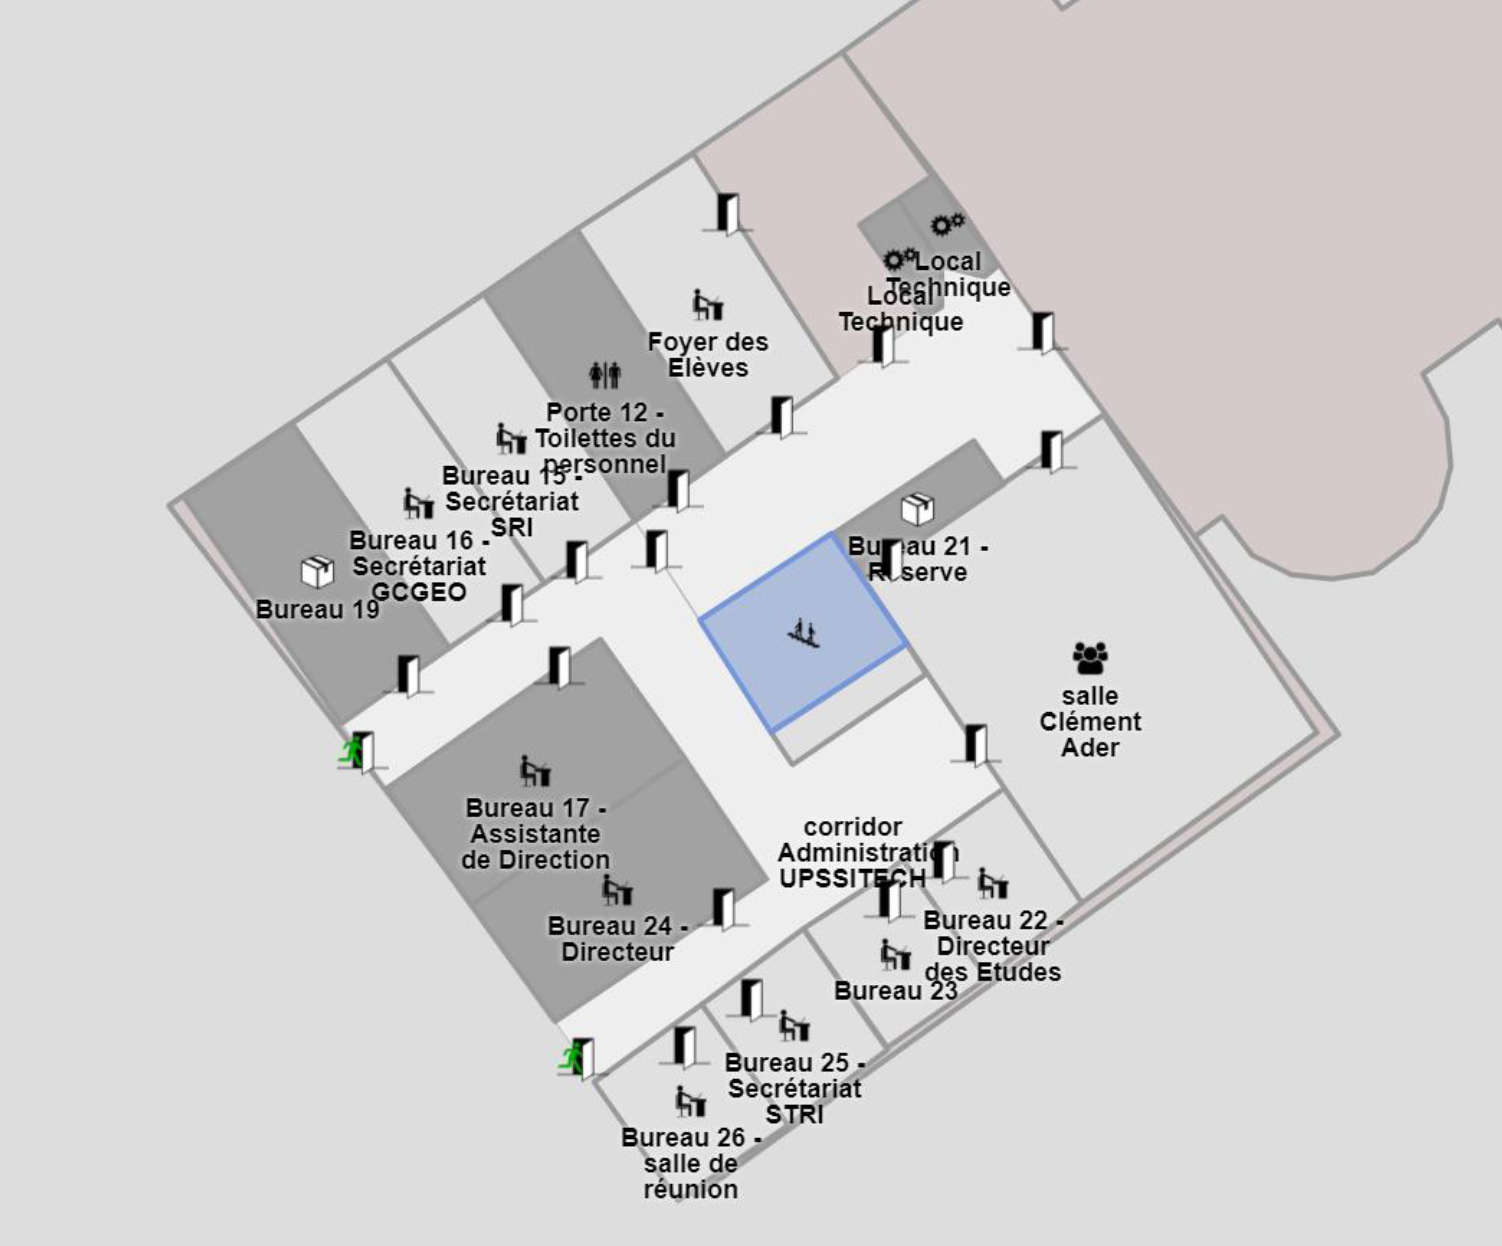 Local
Technique
Local
Technique
Foyer des
Elèves
Porte 12 -
Toilettes du
personnel
Bureau 15 -
Secrétariat
SRI
Bureau 16 -
Secrétariat
GCGEO
Bureau 19
Bureau 21 -
Réserve
salle
Clément
Ader
Bureau 17 -
Assistante
de Direction
corridor
Administration
UPSSITECH
Bureau 24 -
Directeur
Bureau 22 -
Directeur
des Etudes
Bureau 23
Bureau 25 -
Secrétariat
STRI
Bureau 26 -
salle de
réunion